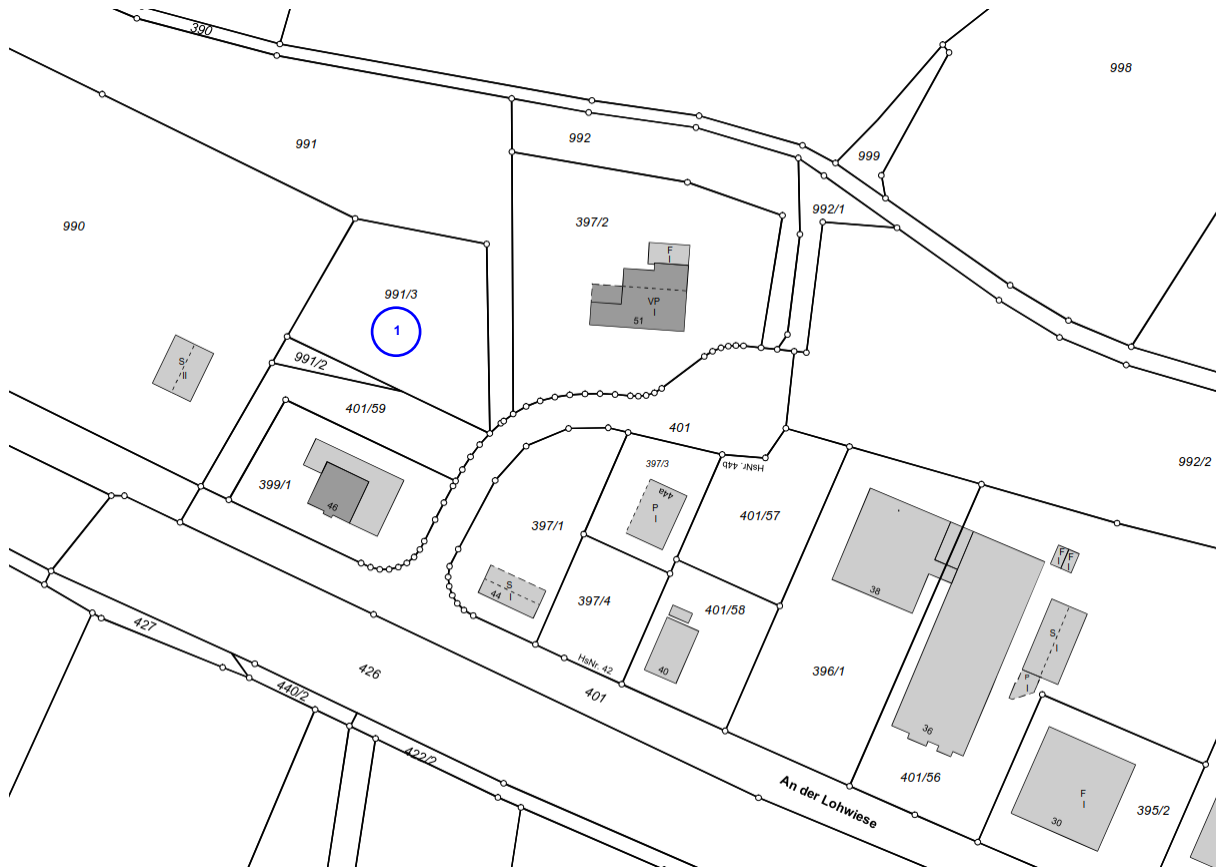 390
998
991
992
999
990
397/2
992/1
F
I
991/3
VP
I
51
1
S
II
991/2
401/59
401
397/3
HsNr. 44b
992/2
399/1
46
44a
P
I
397/1
401/57
F
I
F
I
S
I
44
38
397/4
401/58
427
S
I
HsNr. 42
40
396/1
426
P
I
440/2
401
36
422/2
An der Lohwiese
401/56
F
I
30
395/2